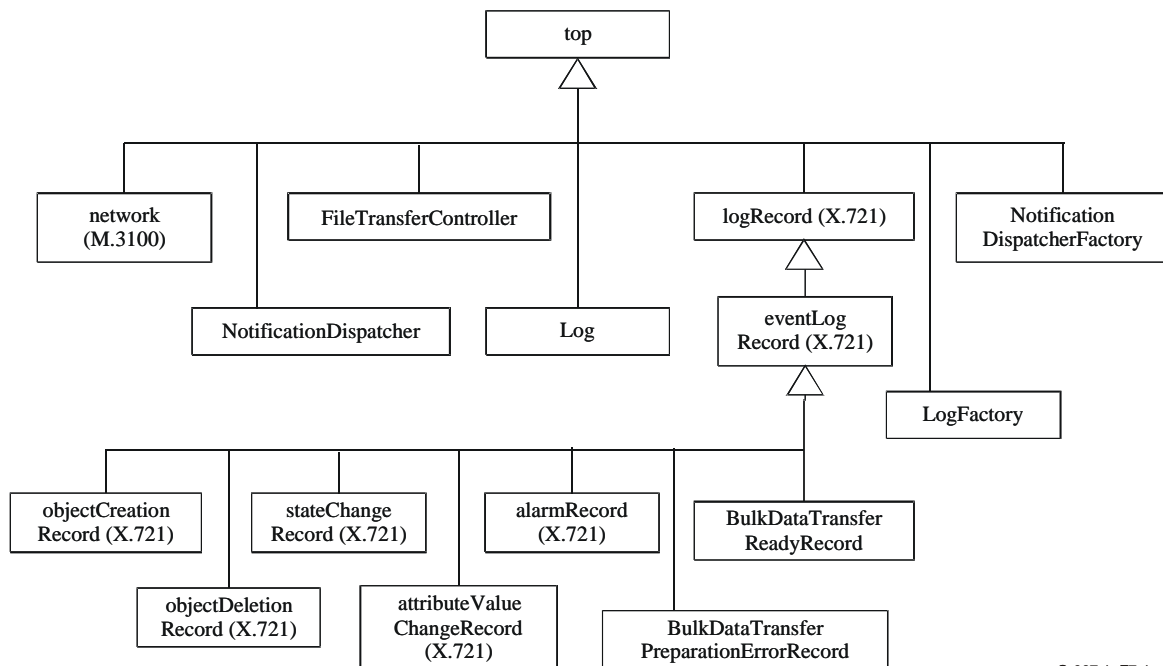 top
network
(M.3100)
FileTransferController
logRecord (X.721)
Notification
DispatcherFactory
NotificationDispatcher
Log
eventLog
Record (X.721)
LogFactory
objectCreation
Record (X.721)
stateChange
Record (X.721)
alarmRecord
(X.721)
BulkDataTransfer
ReadyRecord
objectDeletion
Record (X.721)
attributeValue
ChangeRecord
(X.721)
BulkDataTransfer
PreparationErrorRecord